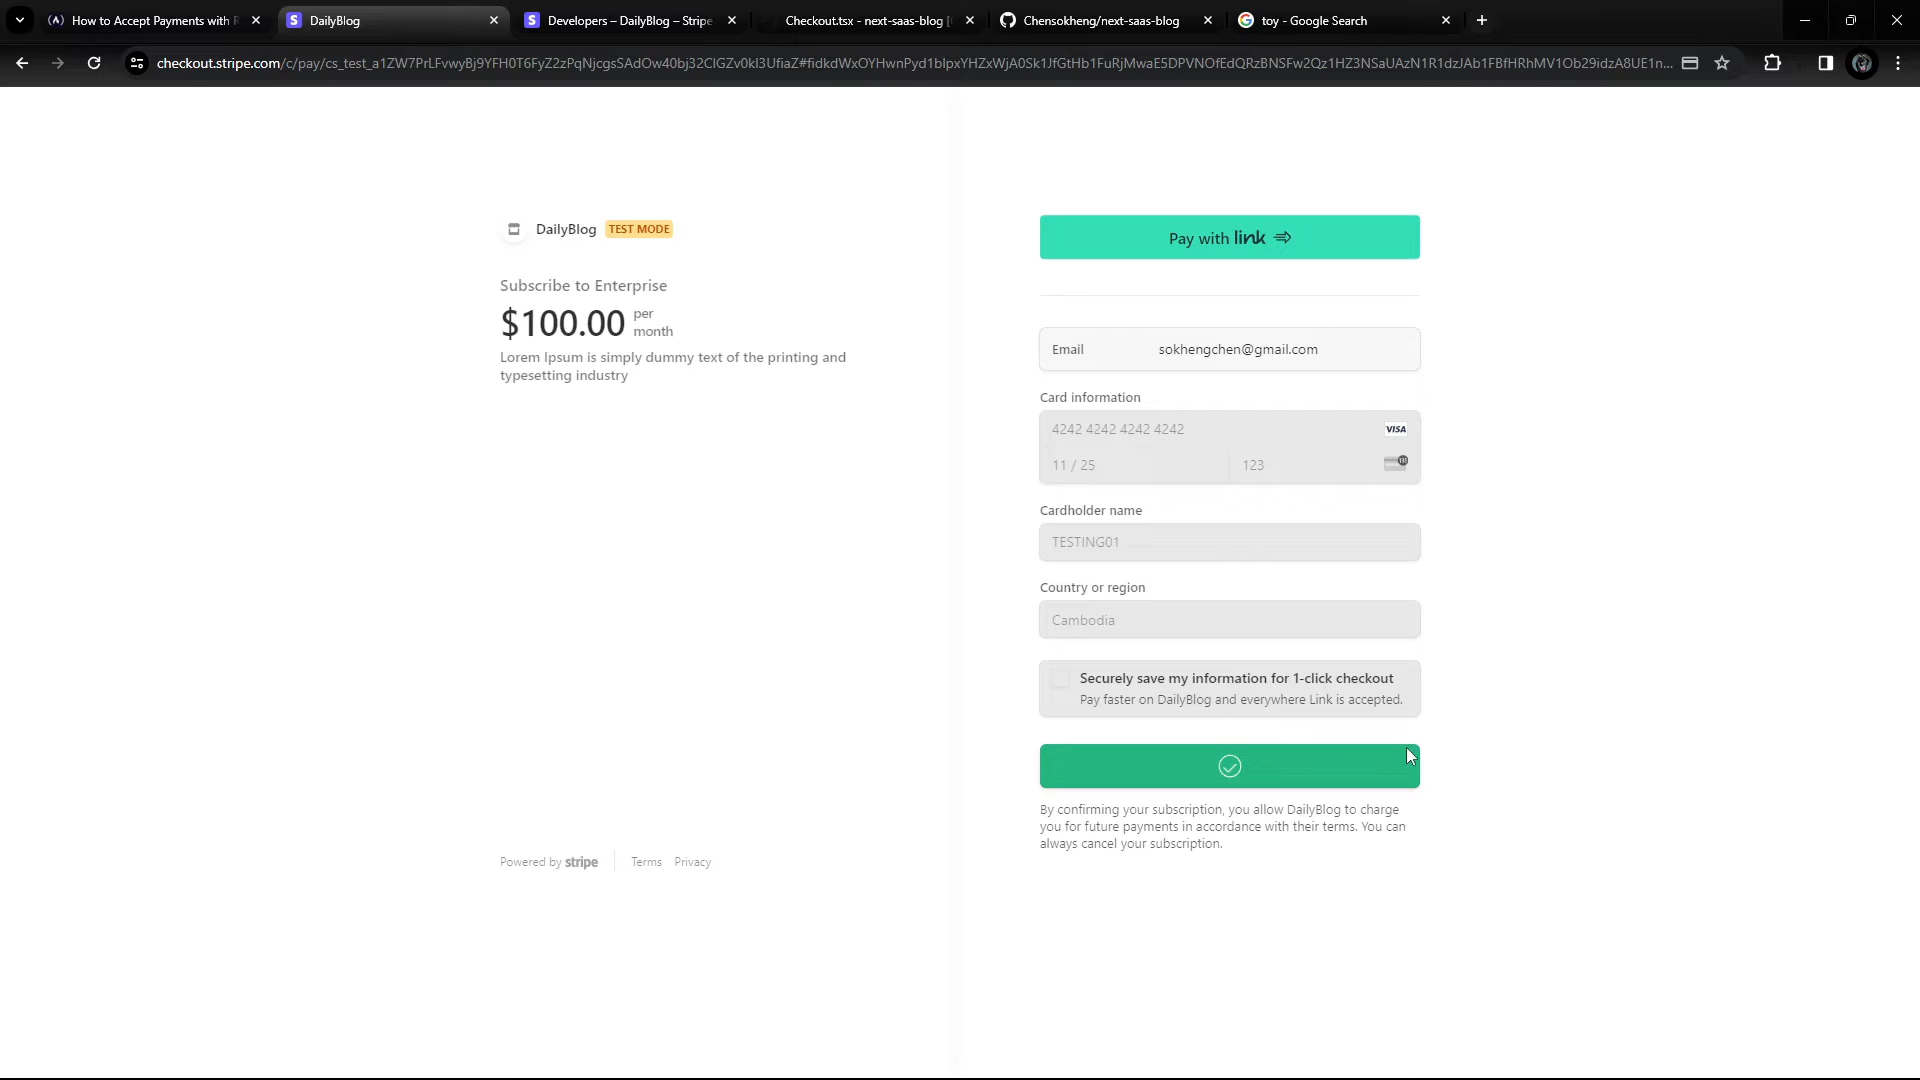 How to Accept Payments with
DailyBlog
Developers – DailyBlog – Stripe
Checkout.tsx - next-saas-blog
Chensokheng/next-saas-blog
toy - Google Search
checkout.stripe.com
DailyBlog
TEST MODE
Subscribe to Enterprise
$100.00
per
month
Lorem Ipsum is simply dummy text of the printing and
typesetting industry
Powered by stripe
Terms
Privacy
Pay with link
Email
sokhengchen@gmail.com
Card information
4242 4242 4242 4242
VISA
11 / 25
123
Cardholder name
TESTING01
Country or region
Cambodia
Securely save my information for 1-click checkout
Pay faster on DailyBlog and everywhere Link is accepted.
By confirming your subscription, you allow DailyBlog to charge
you for future payments in accordance with their terms. You can
always cancel your subscription.